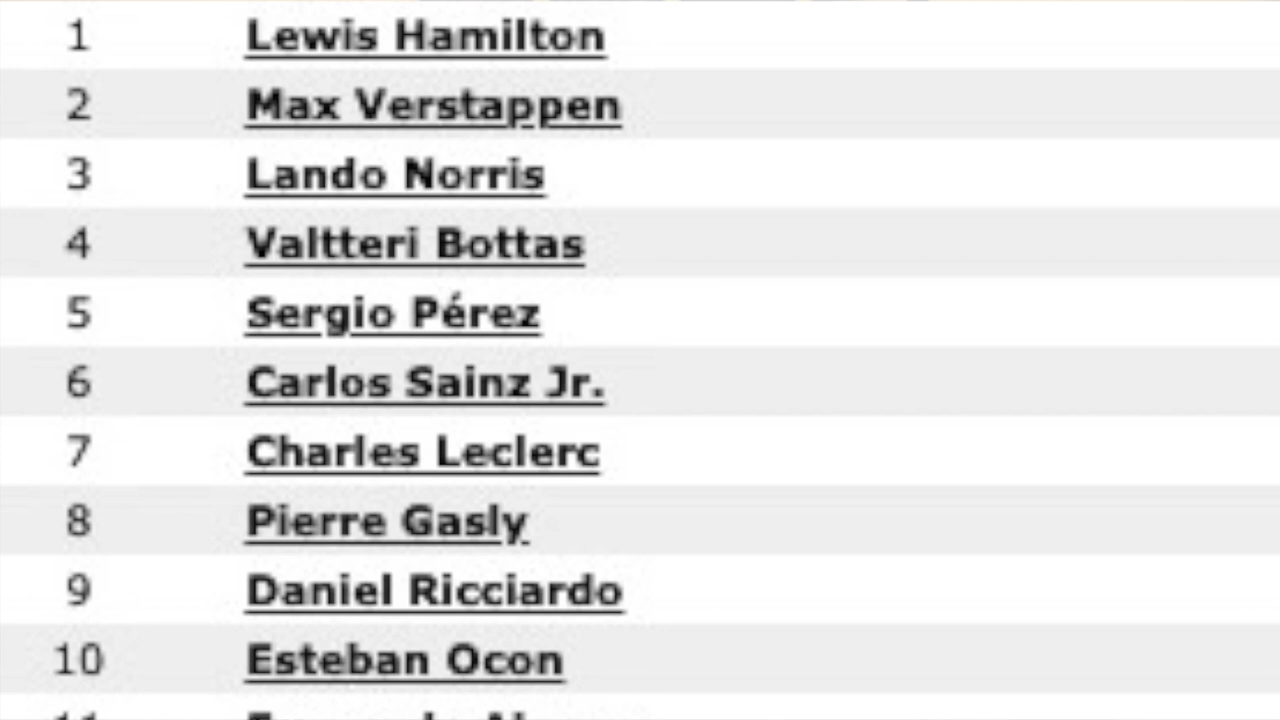 1 Lewis Hamilton
2 Max Verstappen
3 Lando Norris
4 Valtteri Bottas
5 Sergio Pérez
6 Carlos Sainz Jr.
7 Charles Leclerc
8 Pierre Gasly
9 Daniel Ricciardo
10 Esteban Ocon